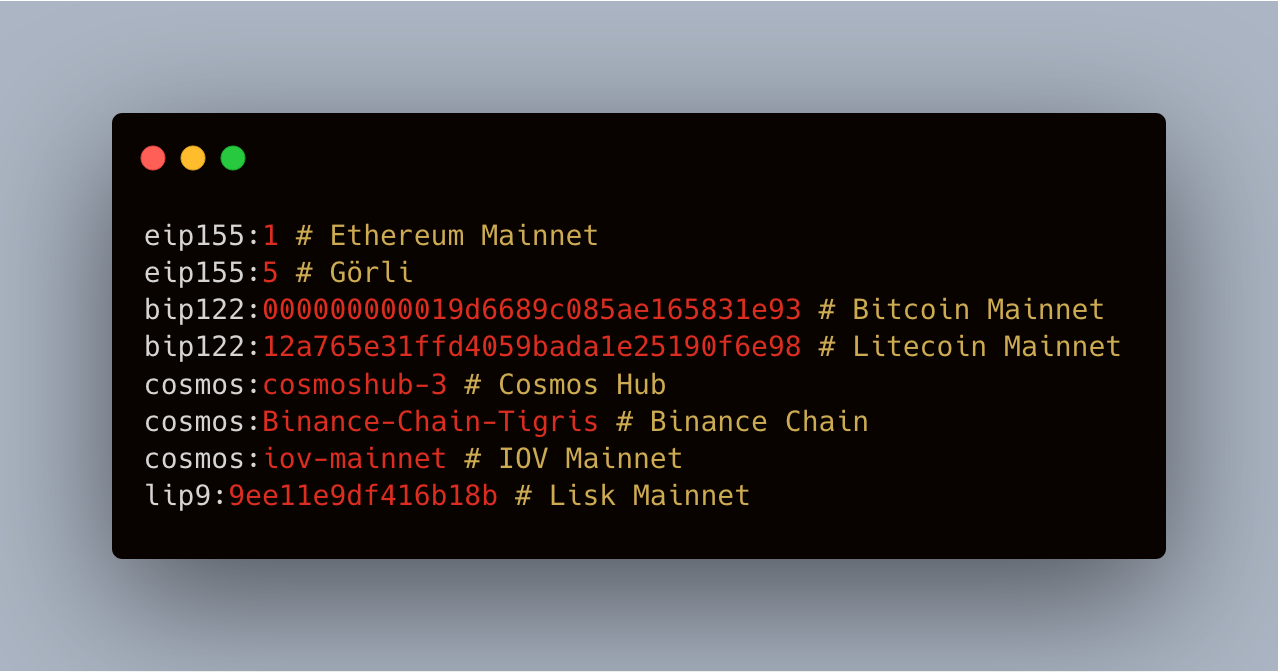 eip155:1 # Ethereum Mainnet
eip155:5 # Görli
bip122:000000000019d6689c085ae165831e93 # Bitcoin Mainnet
bip122:12a765e31ffd4059bada1e25190f6e98 # Litecoin Mainnet
cosmos:cosmoshub-3 # Cosmos Hub
cosmos:Binance-Chain-Tigris # Binance Chain
cosmos:iov-mainnet # IOV Mainnet
lip9:9ee11e9df416b18b # Lisk Mainnet